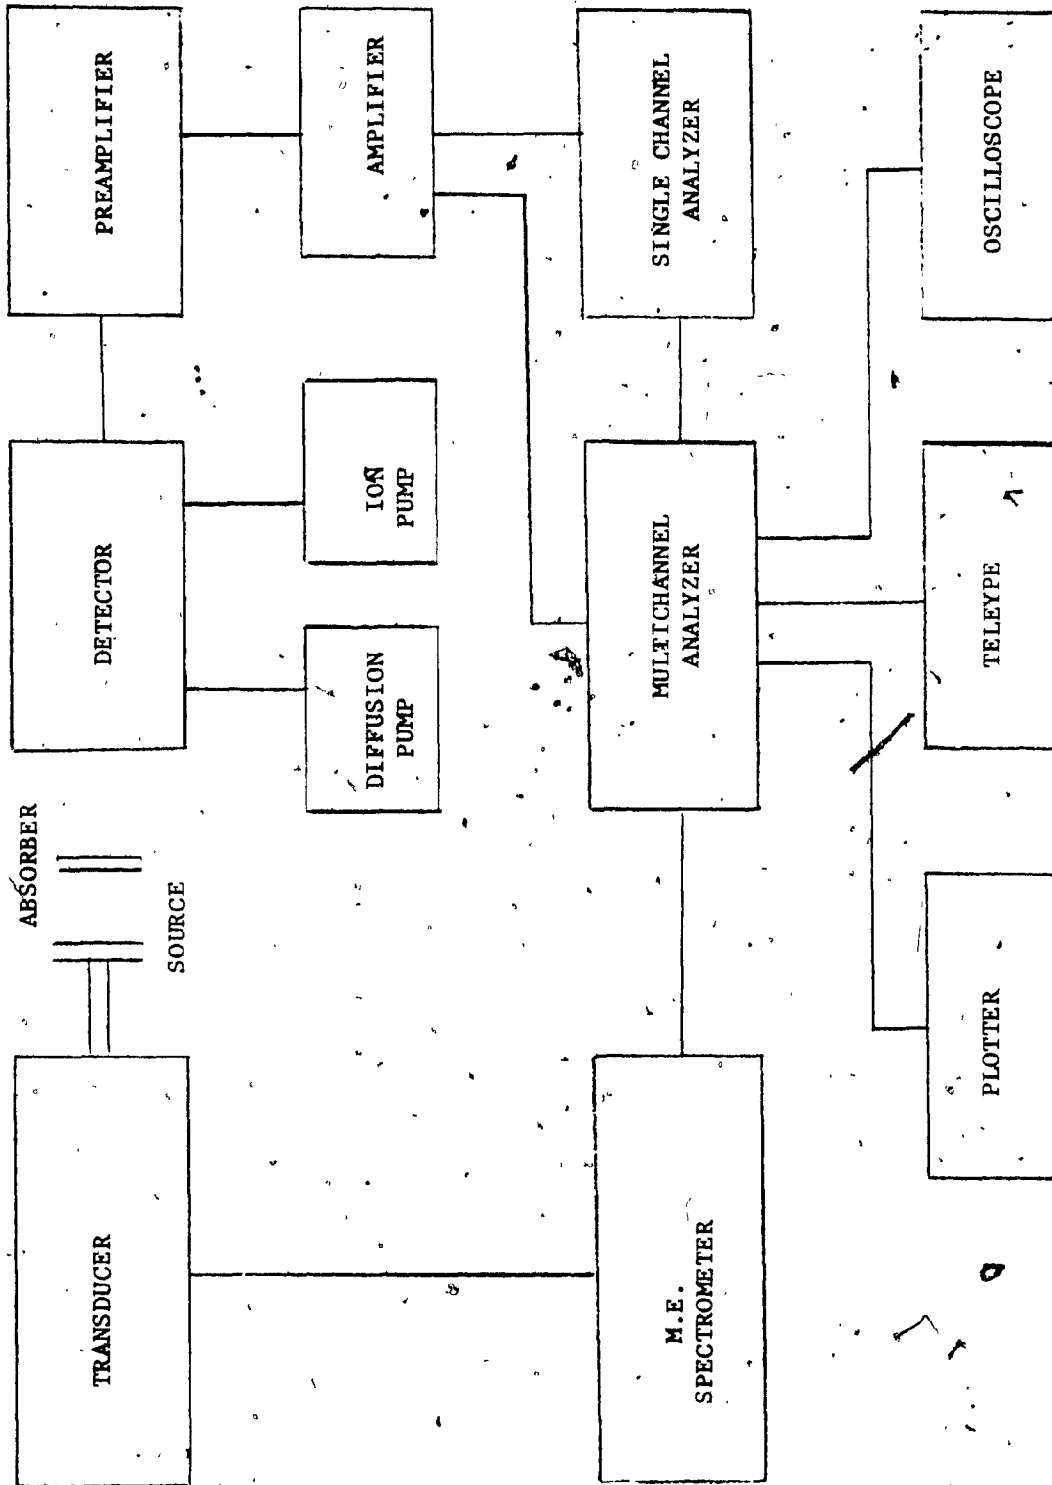 TRANSDUCER
ABSORBER
SOURCE
DETECTOR
PREAMPLIFIER
DIFFUSION
PUMP
ION
PUMP
AMPLIFIER
M.E.
SPECTROMETER
MULTICHANNEL
ANALYZER
SINGLE CHANNEL
ANALYZER
PLOTTER
TELEYPE
OSCILLOSCOPE